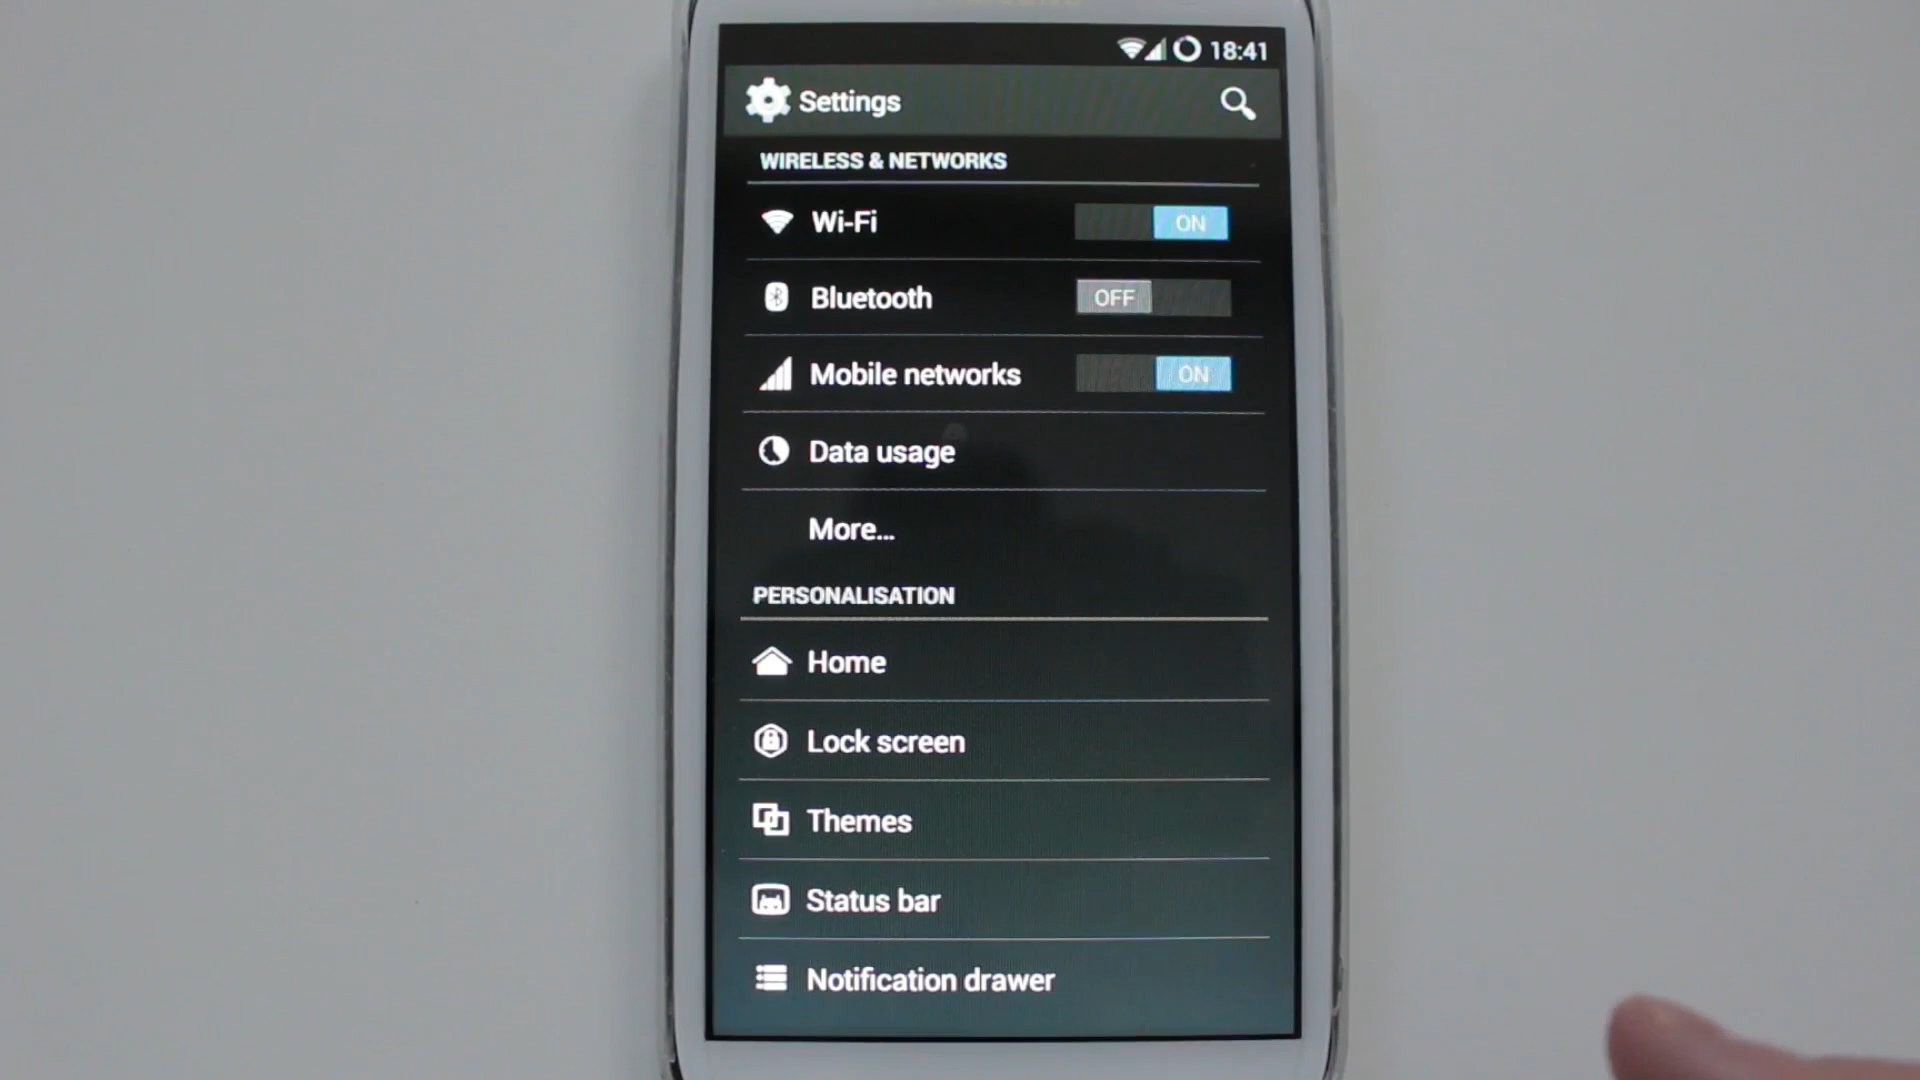 18:41
Settings
WIRELESS & NETWORKS
Wi-Fi ON
Bluetooth OFF
Mobile networks ON
Data usage
More...
PERSONALISATION
Home
Lock screen
Themes
Status bar
Notification drawer